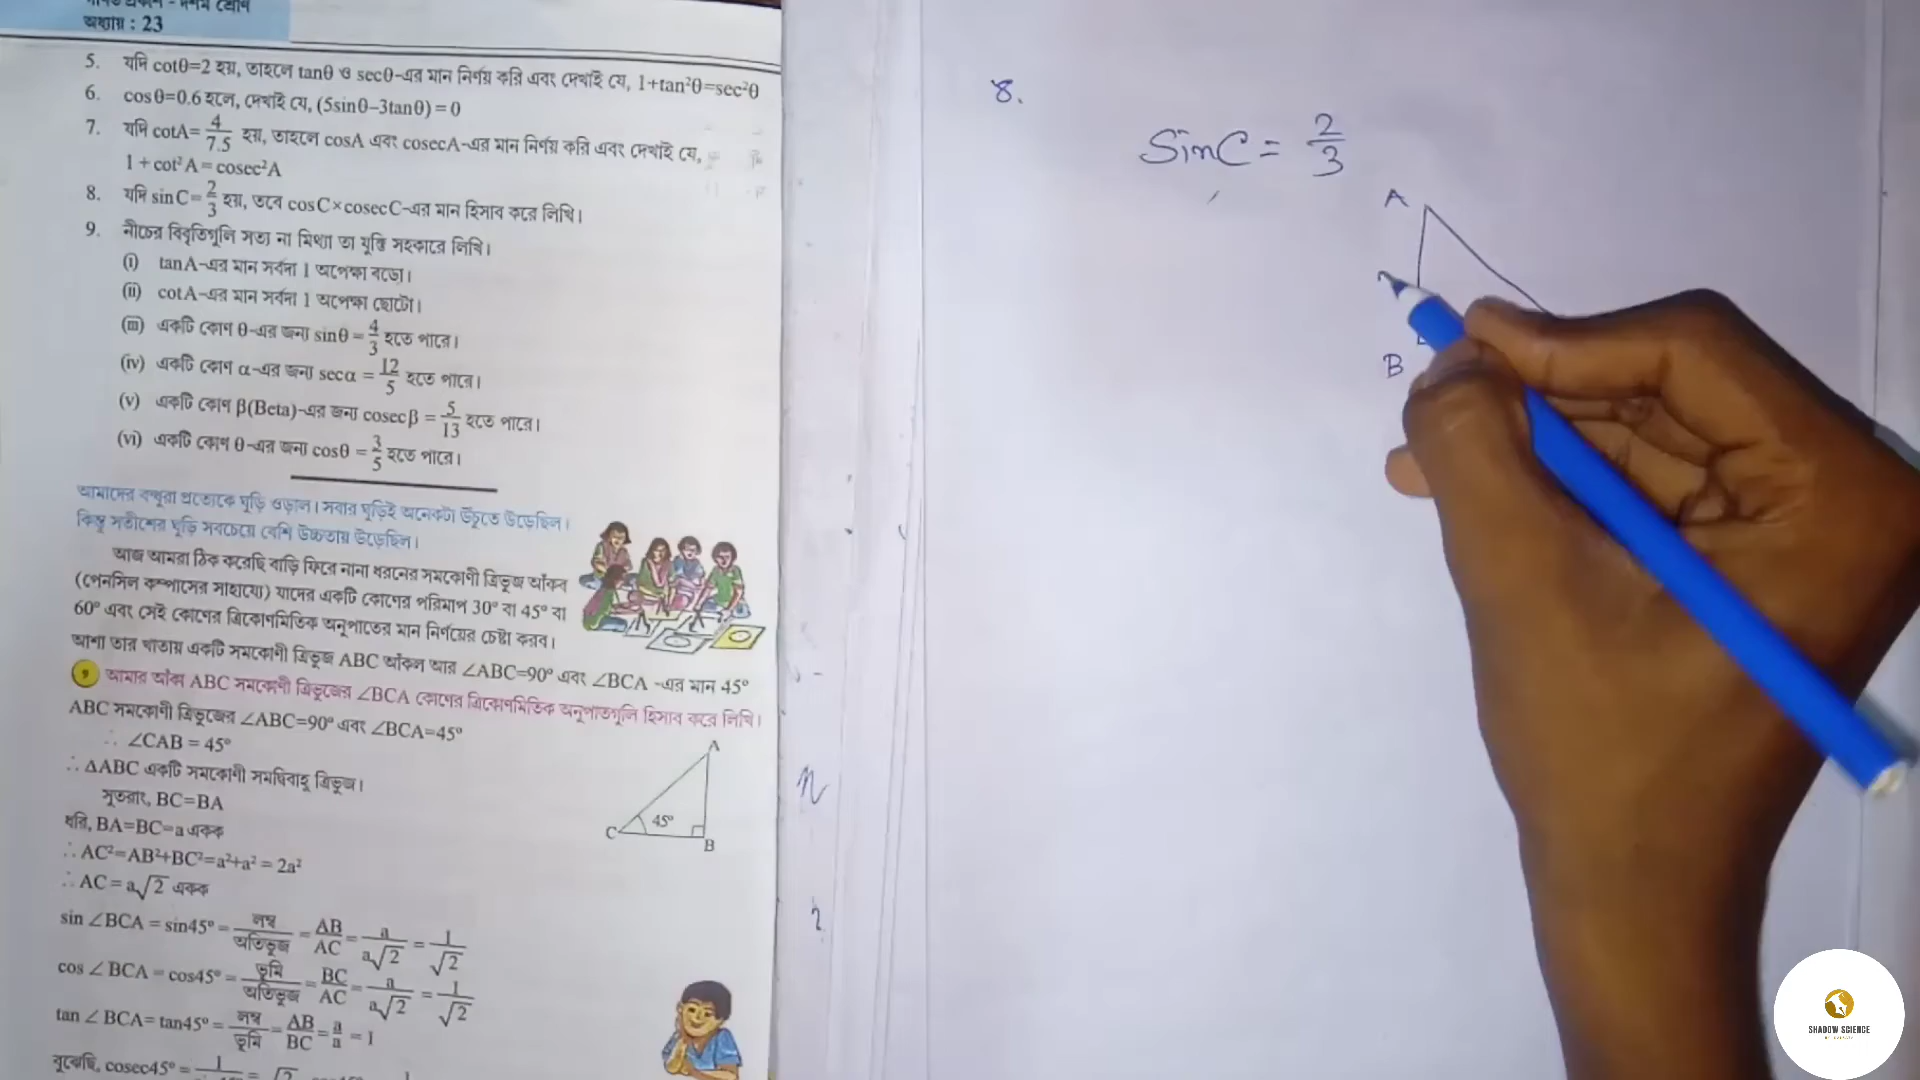 অধ্যায় : 23
5. যদি cotθ=2 হয়, তাহলে tanθ ও secθ-এর মান নির্ণয় করি এবং দেখাই যে, 1+tan²θ=sec²θ
6. cosθ=0.6 হলে, দেখাই যে, (5sinθ–3tanθ) = 0
7. যদি cotA= 4/7.5 হয়, তাহলে cosA এবং cosecA-এর মান নির্ণয় করি এবং দেখাই যে,
1 + cot²A = cosec²A
8. যদি sinC= 2/3 হয়, তবে cosC×cosecC-এর মান হিসাব করে লিখি।
9. নীচের বিবৃতিগুলি সত্য না মিথ্যা তা যুক্তি সহকারে লিখি।
(i) tanA-এর মান সর্বদা 1 অপেক্ষা বড়ো।
(ii) cotA-এর মান সর্বদা 1 অপেক্ষা ছোটো।
(iii) একটি কোণ θ-এর জন্য sinθ = 4/3 হতে পারে।
(iv) একটি কোণ α-এর জন্য secα = 12/5 হতে পারে।
(v) একটি কোণ β(Beta)-এর জন্য cosecβ = 5/13 হতে পারে।
(vi) একটি কোণ θ-এর জন্য cosθ = 3/5 হতে পারে।
আমাদের বন্ধুরা প্রত্যেকে ঘুড়ি ওড়াল। সবার ঘুড়িই অনেকটা উঁচুতে উড়েছিল।
কিন্তু সতীশের ঘুড়ি সবচেয়ে বেশি উচ্চতায় উড়েছিল।
আজ আমরা ঠিক করেছি বাড়ি ফিরে নানা ধরনের সমকোণী ত্রিভুজ আঁকব
(পেনসিল কম্পাসের সাহায্যে) যাদের একটি কোণের পরিমাপ 30° বা 45° বা
60° এবং সেই কোণের ত্রিকোণমিতিক অনুপাতের মান নির্ণয়ের চেষ্টা করব।
আশা তার খাতায় একটি সমকোণী ত্রিভুজ ABC আঁকল আর ∠ABC=90° এবং ∠BCA -এর মান 45°
আমার আঁকা ABC সমকোণী ত্রিভুজের ∠BCA কোণের ত্রিকোণমিতিক অনুপাতগুলি হিসাব করে লিখি।
ABC সমকোণী ত্রিভুজের ∠ABC=90° এবং ∠BCA=45°
∴ ∠CAB = 45°
∴ ΔABC একটি সমকোণী সমদ্বিবাহু ত্রিভুজ।
সুতরাং, BC=BA
ধরি, BA=BC=a একক
∴ AC²=AB²+BC²=a²+a² = 2a²
∴ AC = a√2 একক
A
C 45° B
sin ∠BCA = sin45° = লম্ব/অতিভুজ = AB/AC = a/a√2 = 1/√2
cos ∠BCA = cos45° = ভূমি/অতিভুজ = BC/AC = a/a√2 = 1/√2
tan ∠BCA= tan45° = লম্ব/ভূমি = AB/BC = a/a = 1
বুঝেছি, cosec45° =
8.
SinC = 2/3
A
B
SHADOW SCIENCE